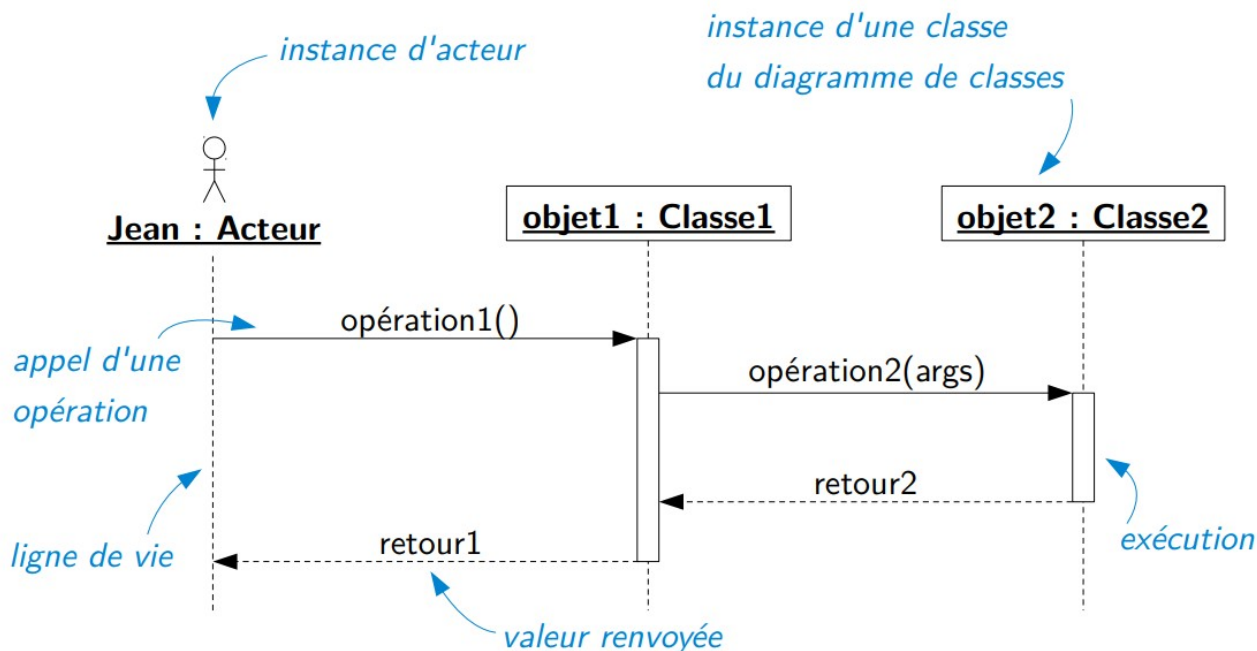 instance d'acteur
instance d'une classe
du diagramme de classes
Jean : Acteur
objet1 : Classe1
objet2 : Classe2
opération1()
appel d'une
opération
opération2(args)
retour2
ligne de vie
retour1
exécution
valeur renvoyée